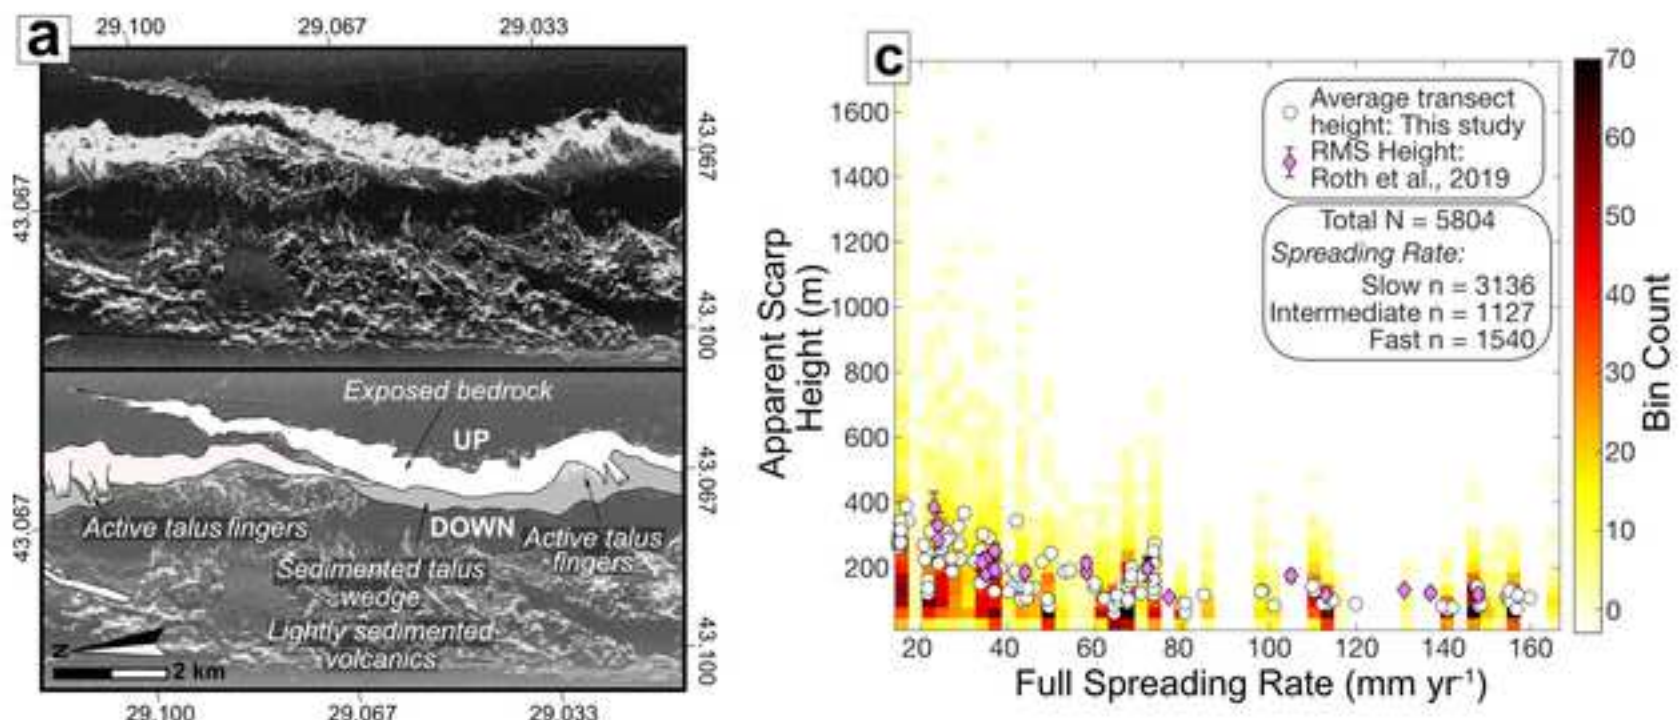 a
29.100 29.067 29.033
43.067
43.067
43.100
Exposed bedrock
UP
Active talus fingers
DOWN
Active talus
fingers
Sedimented talus
wedge
Lightly sedimented
volcanics
N
2 km
43.067
43.067
43.100
29.100 29.067 29.033
c
Apparent Scarp
Height (m)
1600
1400
1200
1000
800
600
400
200
20 40 60 80 100 120 140 160
Full Spreading Rate (mm yr⁻¹)
Average transect
height: This study
RMS Height:
Roth et al., 2019
Total N = 5804
Spreading Rate:
Slow n = 3136
Intermediate n = 1127
Fast n = 1540
70
60
50
40
30
20
10
0
Bin Count